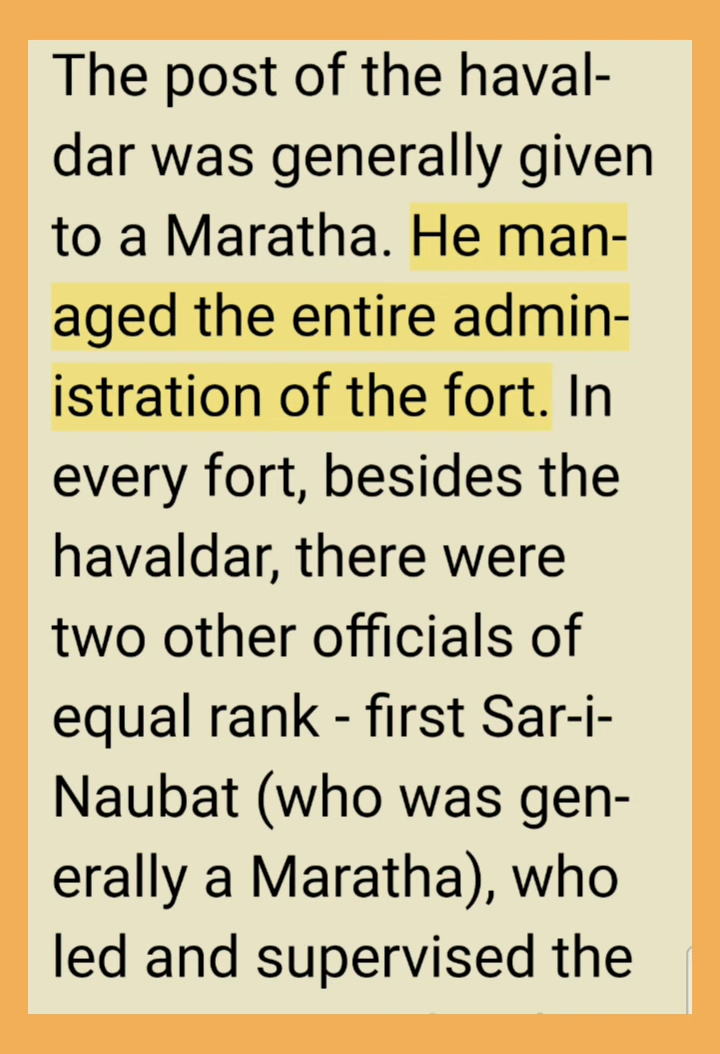 The post of the haval-
dar was generally given
to a Maratha. He man-
aged the entire admin-
istration of the fort. In
every fort, besides the
havaldar, there were
two other officials of
equal rank - first Sar-i-
Naubat (who was gen-
erally a Maratha), who
led and supervised the